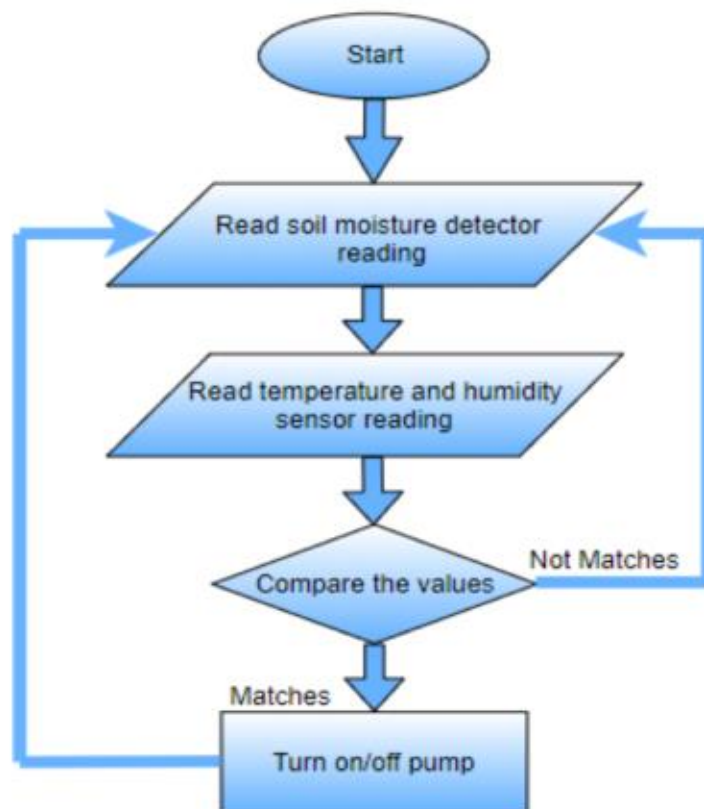 Start
Read soil moisture detector
reading
Read temperature and humidity
sensor reading
Compare the values
Not Matches
Matches
Turn on/off pump